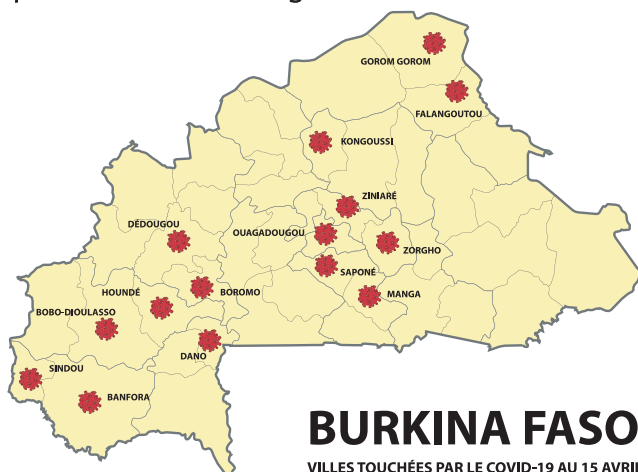 GOROM GOROM
FALANGOUTOU
KONGOUSSI
ZINIARÉ
DÉDOUGOU
OUAGADOUGOU
ZORGHO
SAPONÉ
HOUNDÉ
BOROMO
MANGA
BOBO-DIOULASSO
DANO
SINDOU
BANFORA
BURKINA FASO
VILLES TOUCHÉES PAR LE COVID-19 AU 15 AVRIL